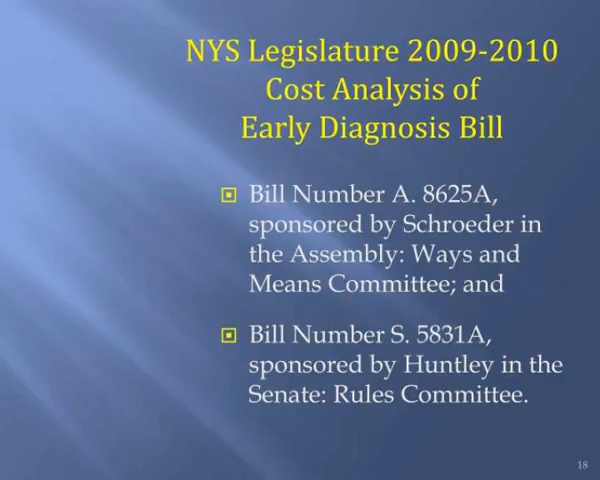 NYS Legislature 2009-2010
Cost Analysis of
Early Diagnosis Bill
Bill Number A. 8625A,
sponsored by Schroeder in
the Assembly: Ways and
Means Committee; and
Bill Number S. 5831A,
sponsored by Huntley in the
Senate: Rules Committee.
18